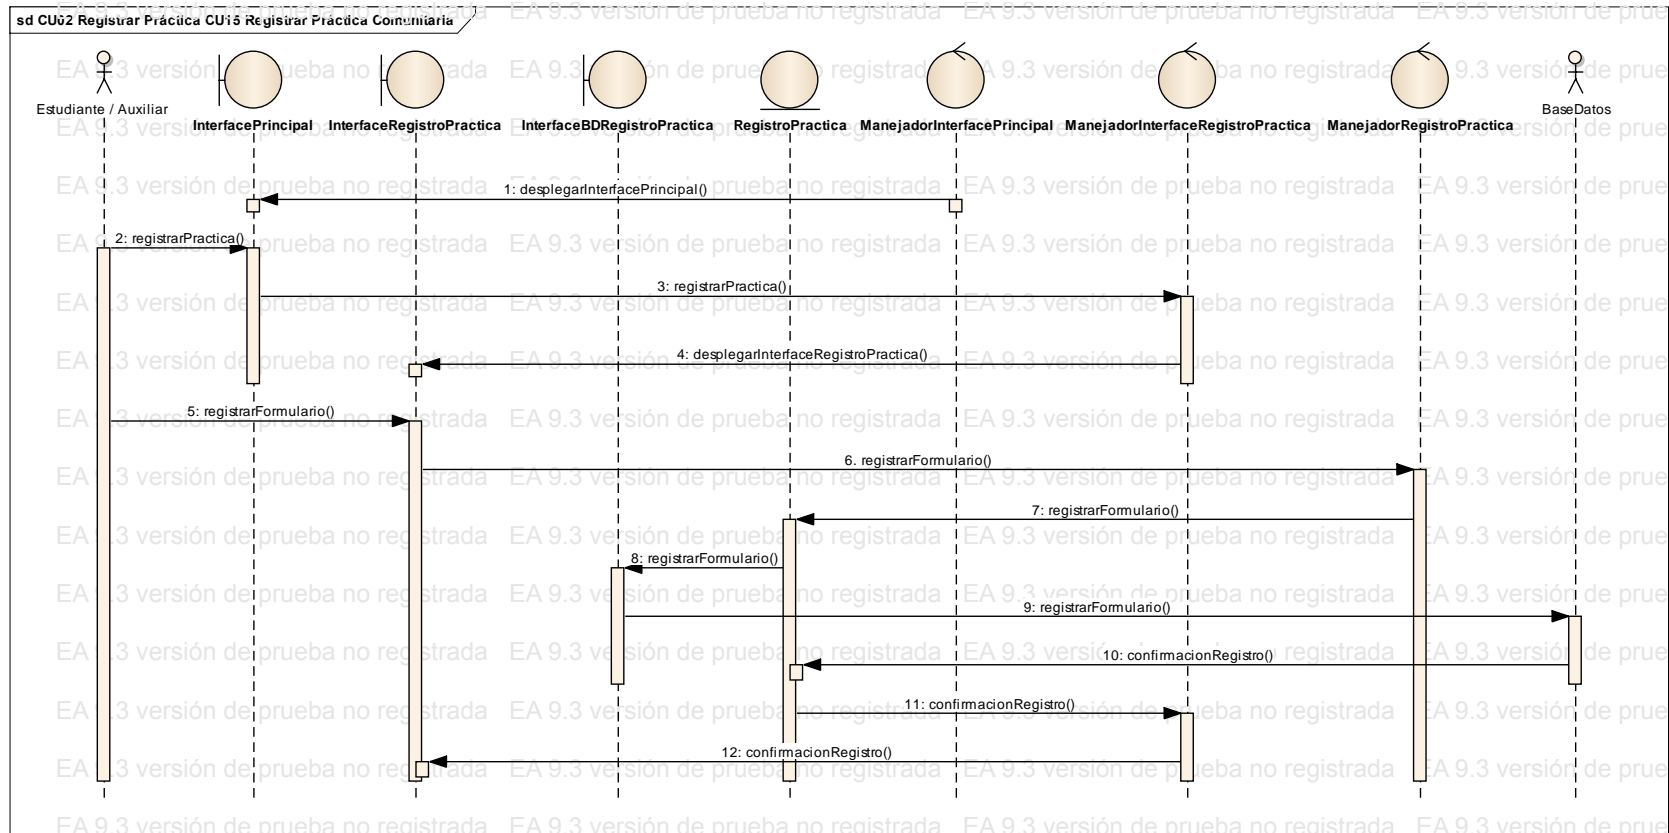 sd CU02 Registrar Práctica CU15 Registrar Práctica Comunitaria
Estudiante / Auxiliar
InterfacePrincipal
InterfaceRegistroPractica
InterfaceBDRegistroPractica
RegistroPractica
ManejadorInterfacePrincipal
ManejadorInterfaceRegistroPractica
ManejadorRegistroPractica
BaseDatos
1: desplegarInterfacePrincipal()
2: registrarPractica()
3: registrarPractica()
4: desplegarInterfaceRegistroPractica()
5: registrarFormulario()
6. registrarFormulario()
7: registrarFormulario()
8: registrarFormulario()
9: registrarFormulario()
10: confirmacionRegistro()
11: confirmacionRegistro()
12: confirmacionRegistro()
EA 9.3 versión de prueba no registrada